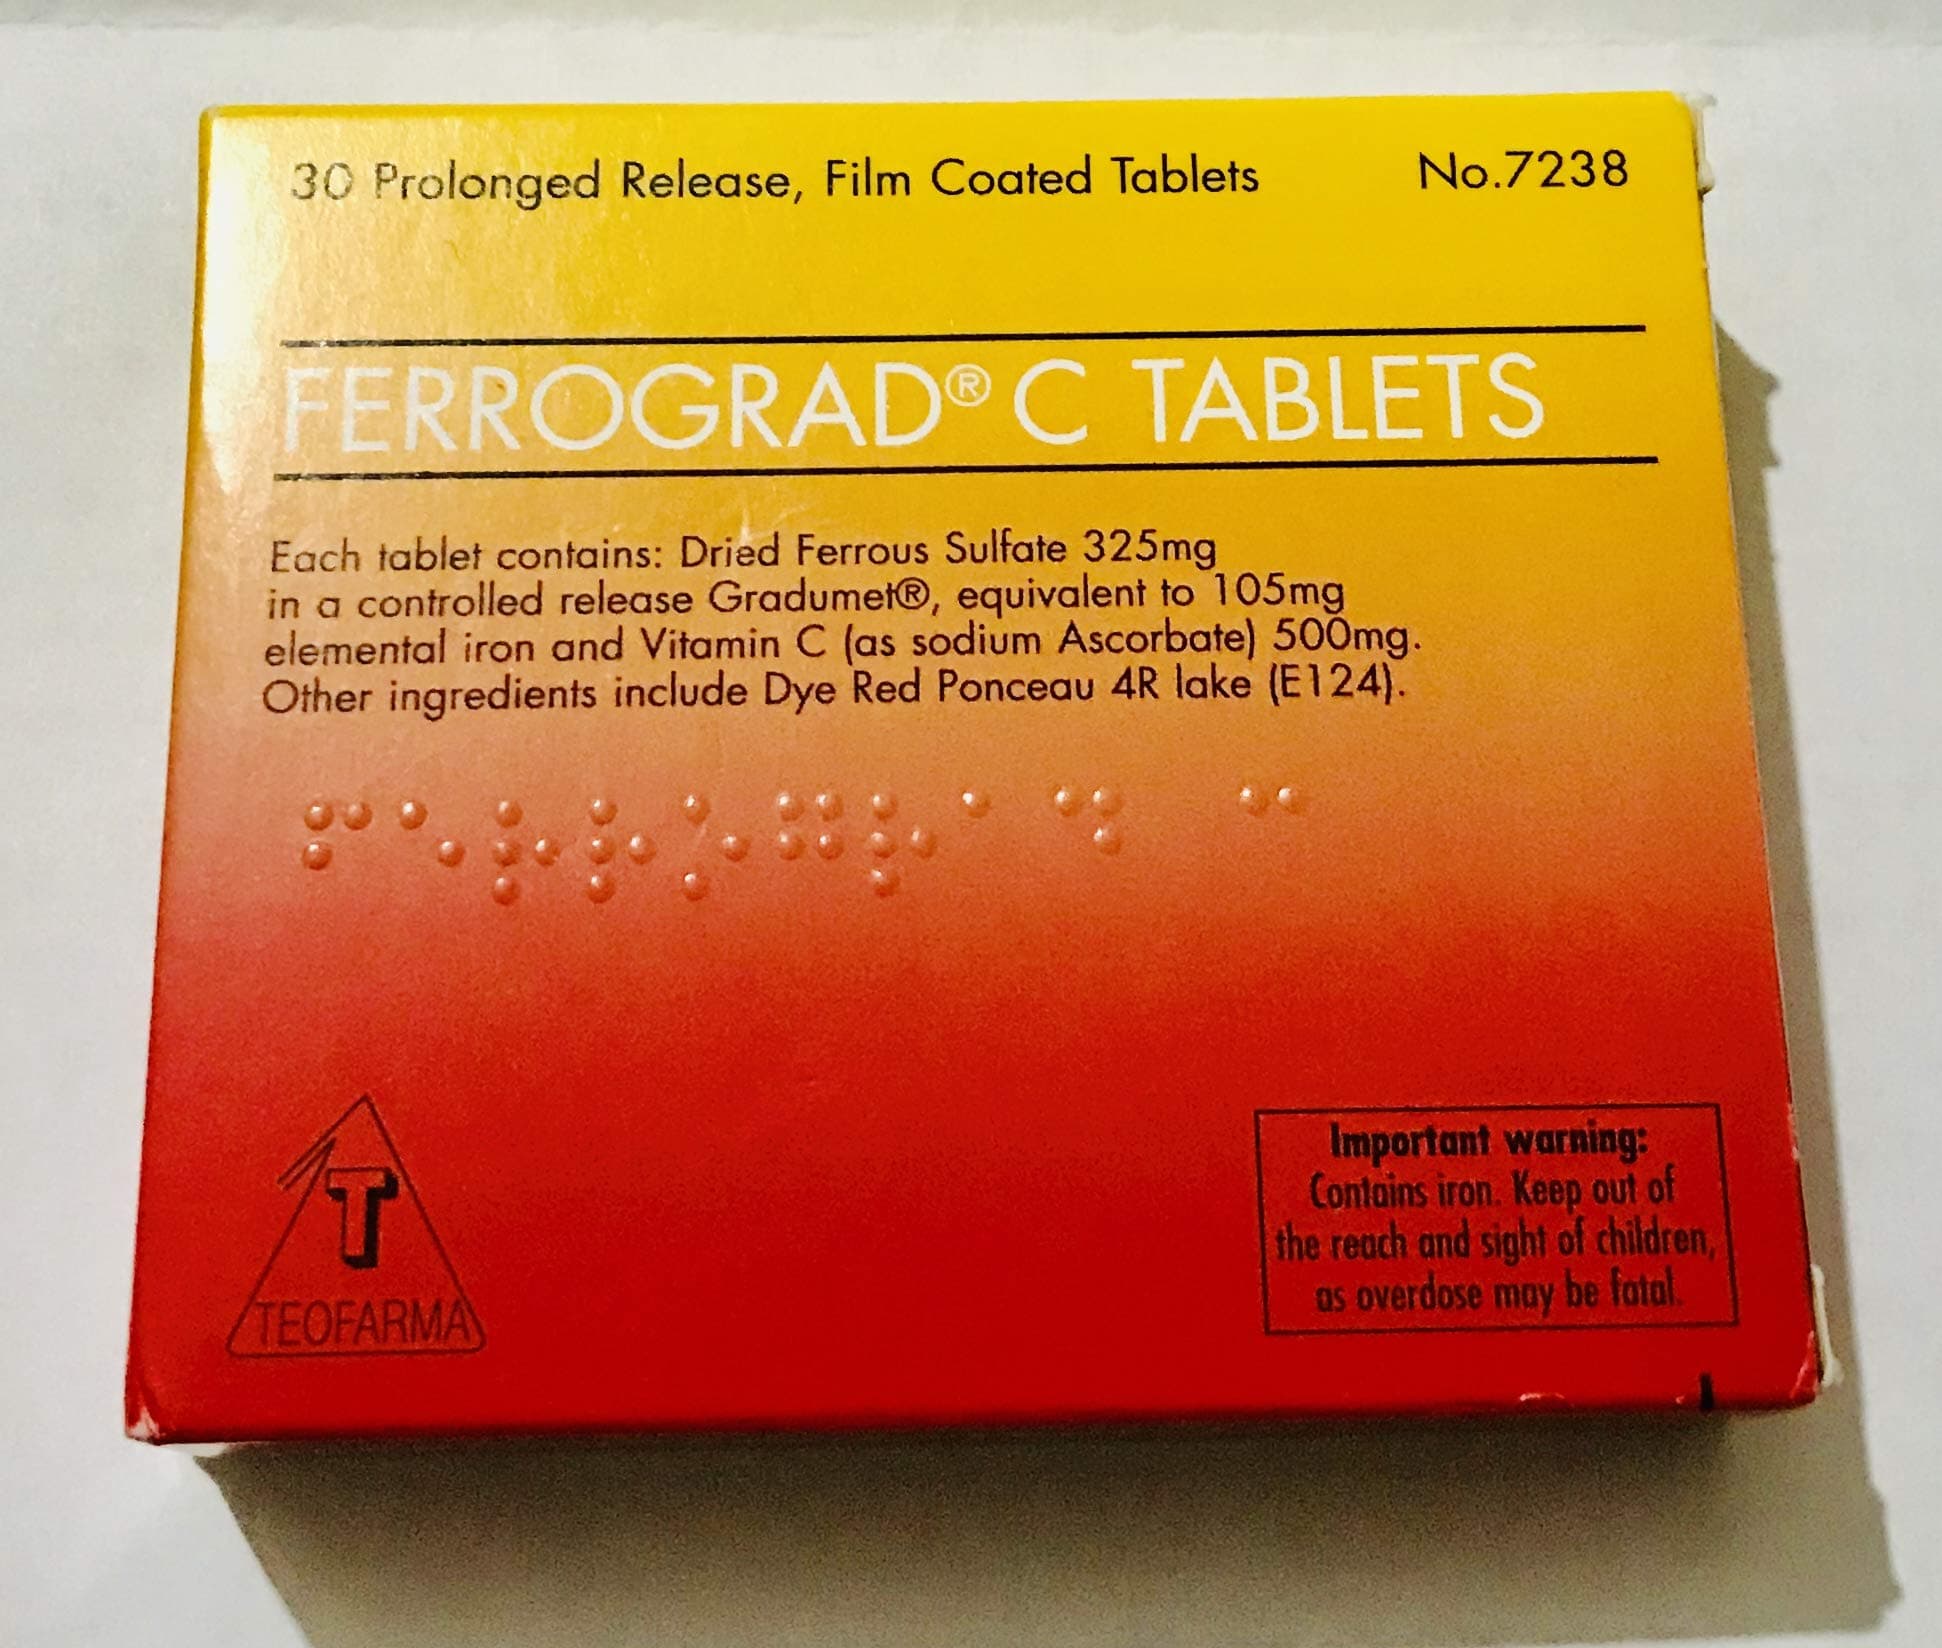 30 Prolonged Release, Film Coated Tablets No.7238
FERROGRAD® C TABLETS
Each tablet contains: Dried Ferrous Sulfate 325mg
in a controlled release Gradumet®, equivalent to 105mg
elemental iron and Vitamin C (as sodium Ascorbate) 500mg.
Other ingredients include Dye Red Ponceau 4R lake (E124).
⠋⠑⠗⠗⠕⠛⠗⠁⠙ ⠉
T
TEOFARMA
Important warning:
Contains iron. Keep out of
the reach and sight of children,
as overdose may be fatal.